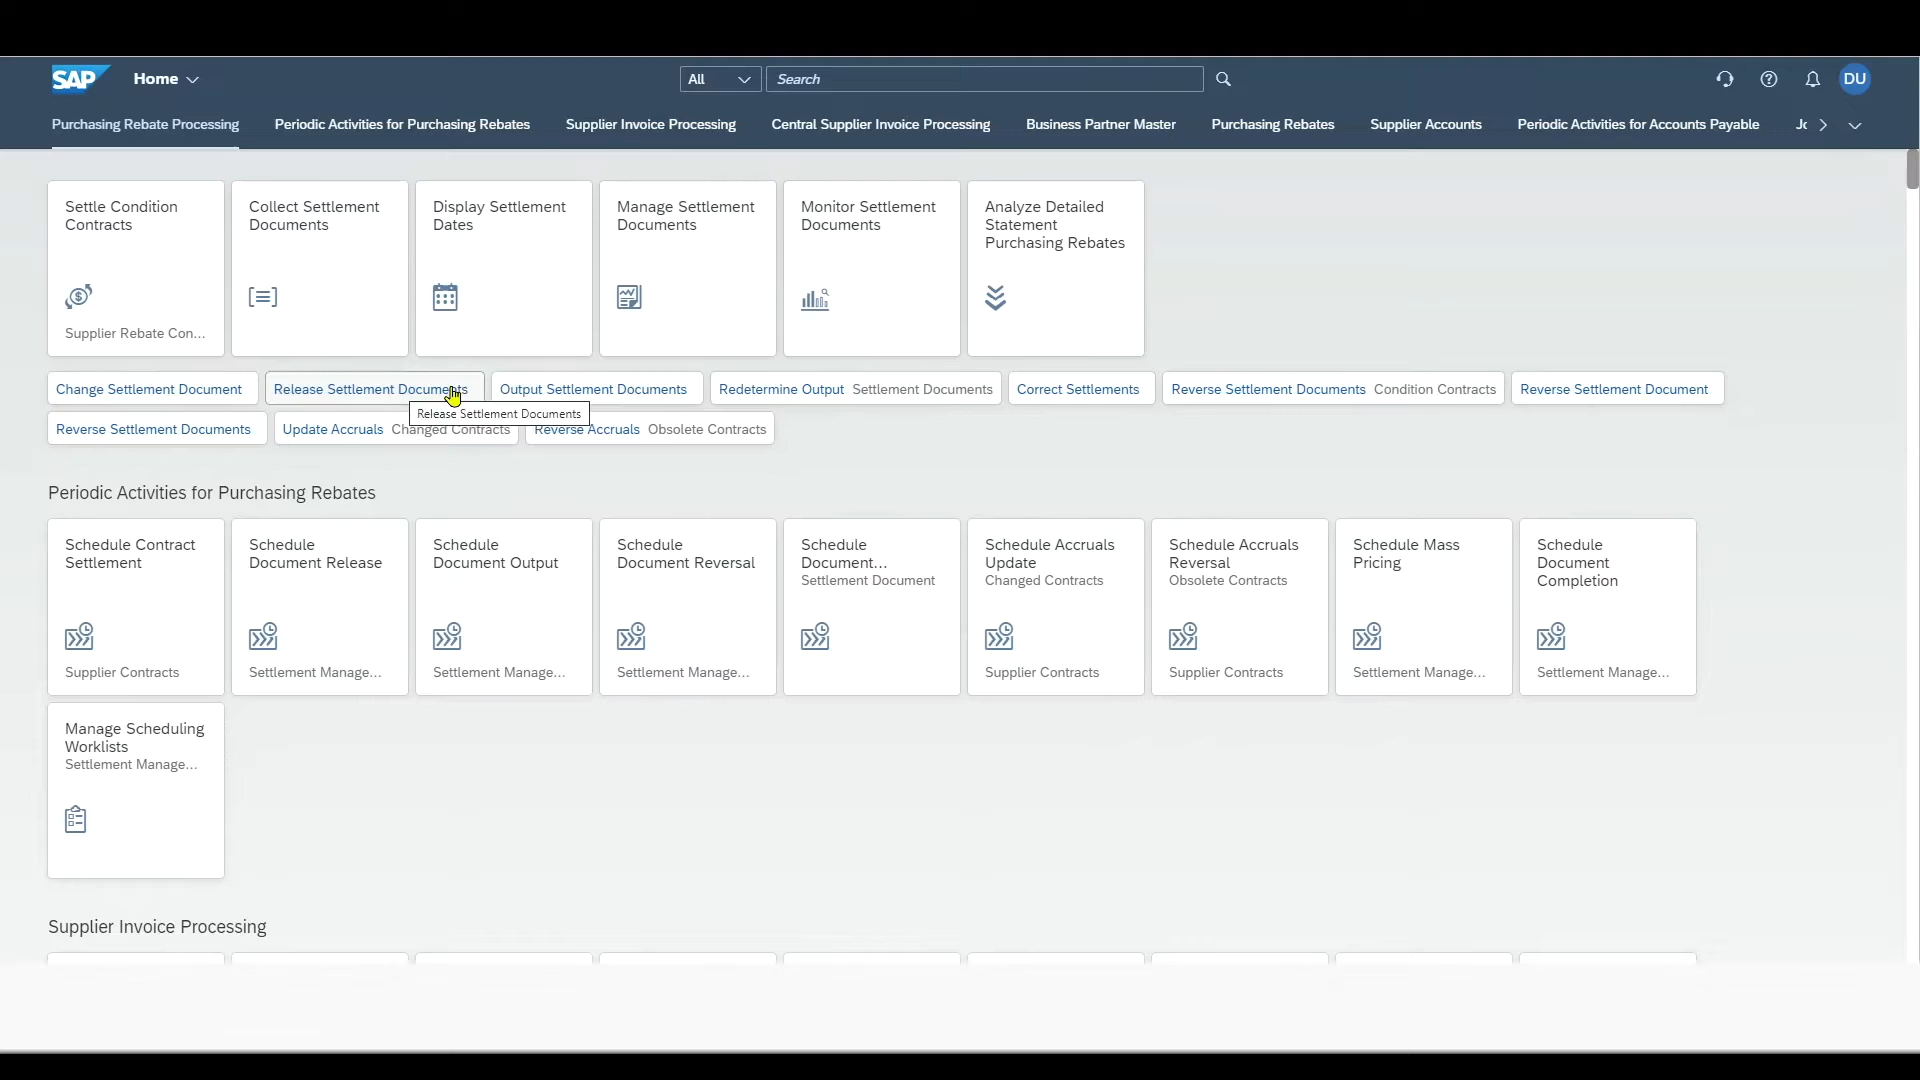 SAP Home All Search DU
Purchasing Rebate Processing Periodic Activities for Purchasing Rebates Supplier Invoice Processing Central Supplier Invoice Processing Business Partner Master Purchasing Rebates Supplier Accounts Periodic Activities for Accounts Payable
Settle Condition
Contracts
Supplier Rebate Con...
Collect Settlement
Documents
Display Settlement
Dates
Manage Settlement
Documents
Monitor Settlement
Documents
Analyze Detailed
Statement
Purchasing Rebates
Change Settlement Document Release Settlement Documents Output Settlement Documents Redetermine Output Settlement Documents Correct Settlements Reverse Settlement Documents Condition Contracts Reverse Settlement Document
Release Settlement Documents
Reverse Settlement Documents Update Accruals Changed Contracts Reverse Accruals Obsolete Contracts
Periodic Activities for Purchasing Rebates
Schedule Contract
Settlement
Supplier Contracts
Schedule
Document Release
Settlement Manage...
Schedule
Document Output
Settlement Manage...
Schedule
Document Reversal
Settlement Manage...
Schedule
Document...
Settlement Document
Schedule Accruals
Update
Changed Contracts
Supplier Contracts
Schedule Accruals
Reversal
Obsolete Contracts
Supplier Contracts
Schedule Mass
Pricing
Settlement Manage...
Schedule
Document
Completion
Settlement Manage...
Manage Scheduling
Worklists
Settlement Manage...
Supplier Invoice Processing